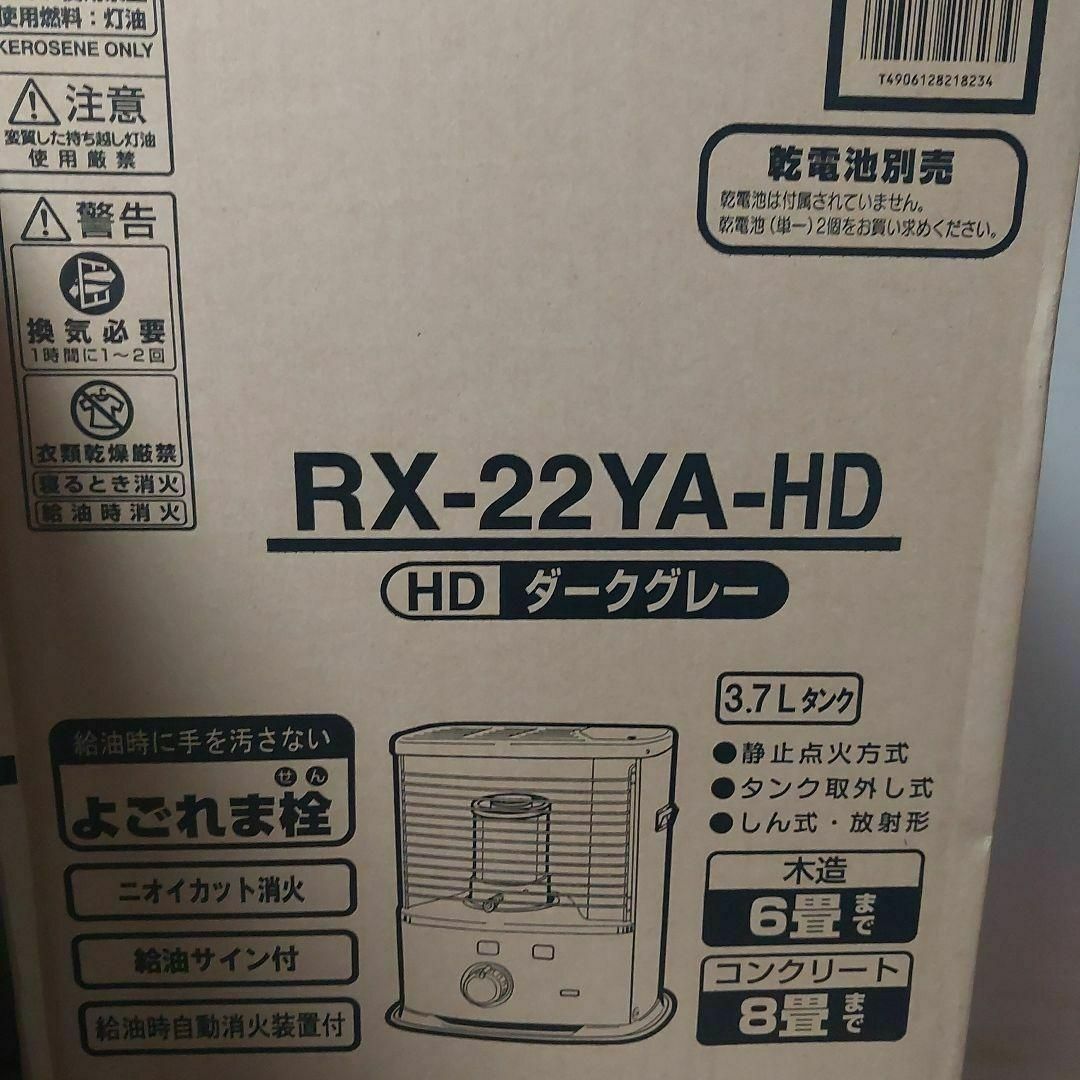 使用燃料：灯油
KEROSENE ONLY
注意
変質した持ち越し灯油
使用厳禁
警告
換気必要
1時間に1～2回
衣類乾燥厳禁
寝るとき消火
給油時消火
T4906128218234
乾電池別売
乾電池は付属されていません。
乾電池（単一）2個をお買い求めください。
RX-22YA-HD
HD ダークグレー
給油時に手を汚さない
せん
よごれま栓
ニオイカット消火
給油サイン付
給油時自動消火装置付
3.7Lタンク
●静止点火方式
●タンク取外し式
●しん式・放射形
木造
6畳まで
コンクリート
8畳まで